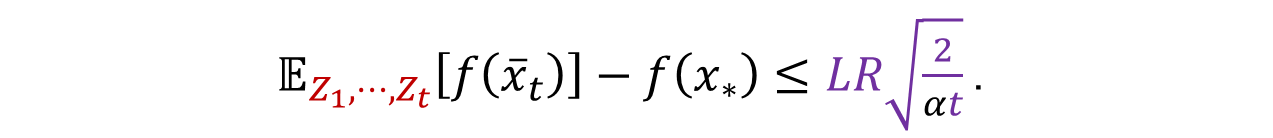 𝔼_{Z_1,⋯,Z_t}[f(x̄_t)] − f(x_*) ≤ LR√(2/(αt)).